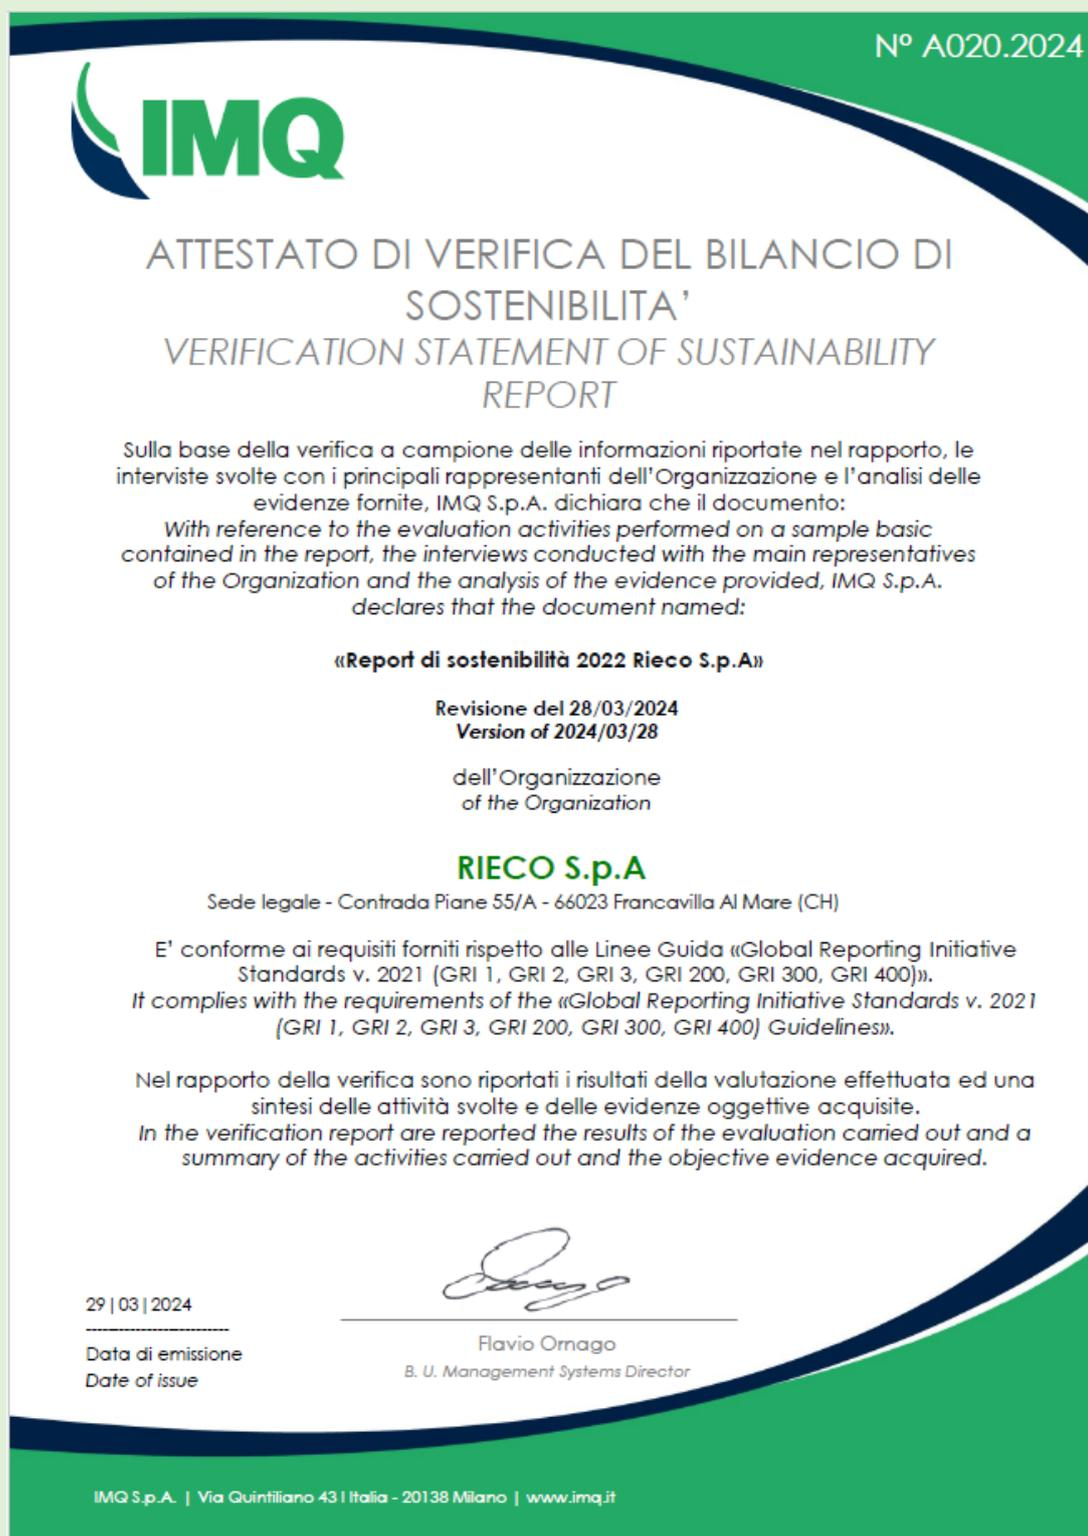 Nº A020.2024
IMQ
ATTESTATO DI VERIFICA DEL BILANCIO DI
SOSTENIBILITA’
VERIFICATION STATEMENT OF SUSTAINABILITY
REPORT
Sulla base della verifica a campione delle informazioni riportate nel rapporto, le
interviste svolte con i principali rappresentanti dell’Organizzazione e l’analisi delle
evidenze fornite, IMQ S.p.A. dichiara che il documento:
With reference to the evaluation activities performed on a sample basic
contained in the report, the interviews conducted with the main representatives
of the Organization and the analysis of the evidence provided, IMQ S.p.A.
declares that the document named:
«Report di sostenibilità 2022 Rieco S.p.A»
Revisione del 28/03/2024
Version of 2024/03/28
dell’Organizzazione
of the Organization
RIECO S.p.A
Sede legale - Contrada Piane 55/A - 66023 Francavilla Al Mare (CH)
E’ conforme ai requisiti forniti rispetto alle Linee Guida «Global Reporting Initiative
Standards v. 2021 (GRI 1, GRI 2, GRI 3, GRI 200, GRI 300, GRI 400)».
It complies with the requirements of the «Global Reporting Initiative Standards v. 2021
(GRI 1, GRI 2, GRI 3, GRI 200, GRI 300, GRI 400) Guidelines».
Nel rapporto della verifica sono riportati i risultati della valutazione effettuata ed una
sintesi delle attività svolte e delle evidenze oggettive acquisite.
In the verification report are reported the results of the evaluation carried out and a
summary of the activities carried out and the objective evidence acquired.
29|03|2024
Data di emissione
Date of issue
Flavio Ornago
B. U. Management Systems Director
IMQ S.p.A. | Via Quintiliano 43 I Italia - 20138 Milano | www.imq.it